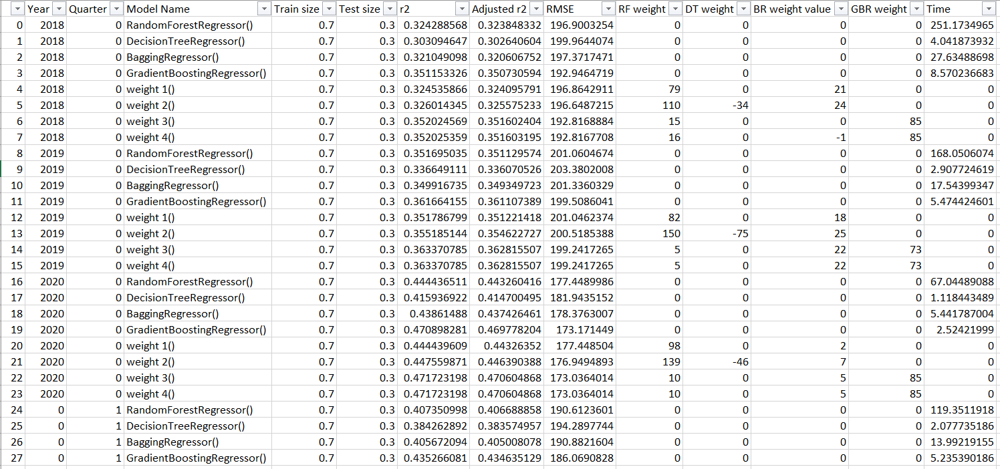 Year Quarter Model Name Train size Test size r2 Adjusted r2 RMSE RF weight DT weight BR weight value GBR weight Time
0 2018 0 RandomForestRegressor() 0.7 0.3 0.324288568 0.323848332 196.9003254 0 0 0 0 251.1734965
1 2018 0 DecisionTreeRegressor() 0.7 0.3 0.303094647 0.302640604 199.9644074 0 0 0 0 4.041873932
2 2018 0 BaggingRegressor() 0.7 0.3 0.321049098 0.320606752 197.3717471 0 0 0 0 27.63488698
3 2018 0 GradientBoostingRegressor() 0.7 0.3 0.351153326 0.350730594 192.9464719 0 0 0 0 8.570236683
4 2018 0 weight 1() 0.7 0.3 0.324535866 0.324095791 196.8642911 79 0 21 0 0
5 2018 0 weight 2() 0.7 0.3 0.326014345 0.325575233 196.6487215 110 -34 24 0 0
6 2018 0 weight 3() 0.7 0.3 0.352024569 0.351602404 192.8168884 15 0 0 85 0
7 2018 0 weight 4() 0.7 0.3 0.352025359 0.351603195 192.8167708 16 0 -1 85 0
8 2019 0 RandomForestRegressor() 0.7 0.3 0.351695035 0.351129574 201.0604674 0 0 0 0 168.0506074
9 2019 0 DecisionTreeRegressor() 0.7 0.3 0.336649111 0.336070526 203.3802008 0 0 0 0 2.907724619
10 2019 0 BaggingRegressor() 0.7 0.3 0.349916735 0.349349723 201.3360329 0 0 0 0 17.54399347
11 2019 0 GradientBoostingRegressor() 0.7 0.3 0.361664155 0.361107389 199.5086041 0 0 0 0 5.474424601
12 2019 0 weight 1() 0.7 0.3 0.351786799 0.351221418 201.0462374 82 0 18 0 0
13 2019 0 weight 2() 0.7 0.3 0.355185144 0.354622727 200.5185388 150 -75 25 0 0
14 2019 0 weight 3() 0.7 0.3 0.363370785 0.362815507 199.2417265 5 0 22 73 0
15 2019 0 weight 4() 0.7 0.3 0.363370785 0.362815507 199.2417265 5 0 22 73 0
16 2020 0 RandomForestRegressor() 0.7 0.3 0.444436511 0.443260416 177.4489986 0 0 0 0 67.04489088
17 2020 0 DecisionTreeRegressor() 0.7 0.3 0.415936922 0.414700495 181.9435152 0 0 0 0 1.118443489
18 2020 0 BaggingRegressor() 0.7 0.3 0.43861488 0.437426461 178.3763007 0 0 0 0 5.441787004
19 2020 0 GradientBoostingRegressor() 0.7 0.3 0.470898281 0.469778204 173.171449 0 0 0 0 2.52421999
20 2020 0 weight 1() 0.7 0.3 0.444439609 0.44326352 177.448504 98 0 2 0 0
21 2020 0 weight 2() 0.7 0.3 0.447559871 0.446390388 176.9494893 139 -46 7 0 0
22 2020 0 weight 3() 0.7 0.3 0.471723198 0.470604868 173.0364014 10 0 5 85 0
23 2020 0 weight 4() 0.7 0.3 0.471723198 0.470604868 173.0364014 10 0 5 85 0
24 0 1 RandomForestRegressor() 0.7 0.3 0.407350998 0.406688858 190.6123601 0 0 0 0 119.3511918
25 0 1 DecisionTreeRegressor() 0.7 0.3 0.384262892 0.383574957 194.2897744 0 0 0 0 2.077735186
26 0 1 BaggingRegressor() 0.7 0.3 0.405672094 0.405008078 190.8821604 0 0 0 0 13.99219155
27 0 1 GradientBoostingRegressor() 0.7 0.3 0.435266081 0.434635129 186.0690828 0 0 0 0 5.235390186